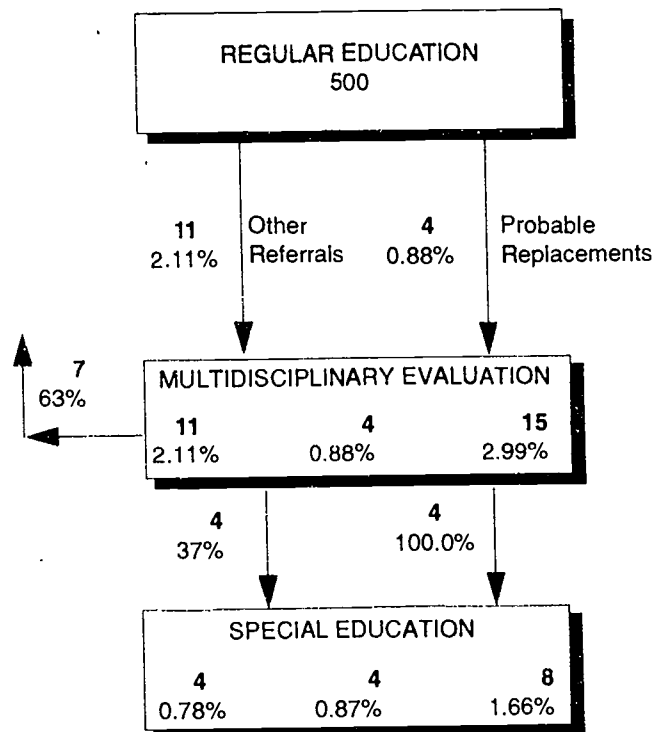 REGULAR EDUCATION
500
11 Other 4 Probable
2.11% Referrals 0.88% Replacements
7
63%
MULTIDISCIPLINARY EVALUATION
11 4 15
2.11% 0.88% 2.99%
4 4
37% 100.0%
SPECIAL EDUCATION
4 4 8
0.78% 0.87% 1.66%